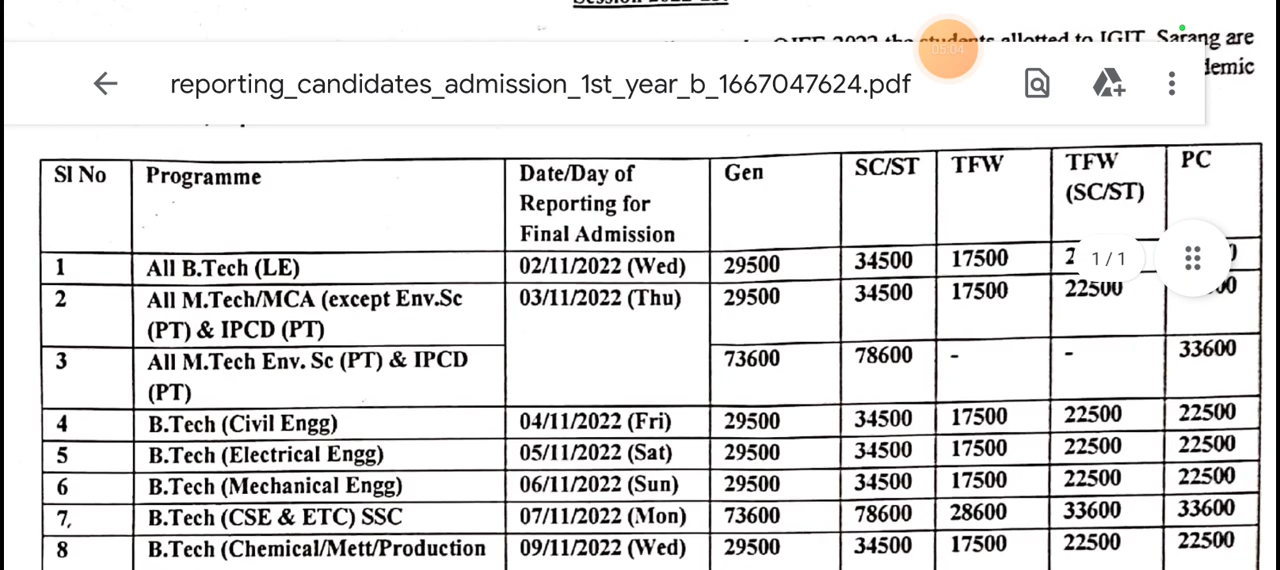 05:04
students allotted to IGIT, Sarang are
demic
reporting_candidates_admission_1st_year_b_1667047624.pdf
Sl No Programme Date/Day of Reporting for Final Admission Gen SC/ST TFW TFW (SC/ST) PC
1 All B.Tech (LE) 02/11/2022 (Wed) 29500 34500 17500
1 / 1
2 All M.Tech/MCA (except Env.Sc (PT) & IPCD (PT) 03/11/2022 (Thu) 29500 34500 17500 22500
3 All M.Tech Env. Sc (PT) & IPCD (PT) 73600 78600 - - 33600
4 B.Tech (Civil Engg) 04/11/2022 (Fri) 29500 34500 17500 22500 22500
5 B.Tech (Electrical Engg) 05/11/2022 (Sat) 29500 34500 17500 22500 22500
6 B.Tech (Mechanical Engg) 06/11/2022 (Sun) 29500 34500 17500 22500 22500
7, B.Tech (CSE & ETC) SSC 07/11/2022 (Mon) 73600 78600 28600 33600 33600
8 B.Tech (Chemical/Mett/Production 09/11/2022 (Wed) 29500 34500 17500 22500 22500